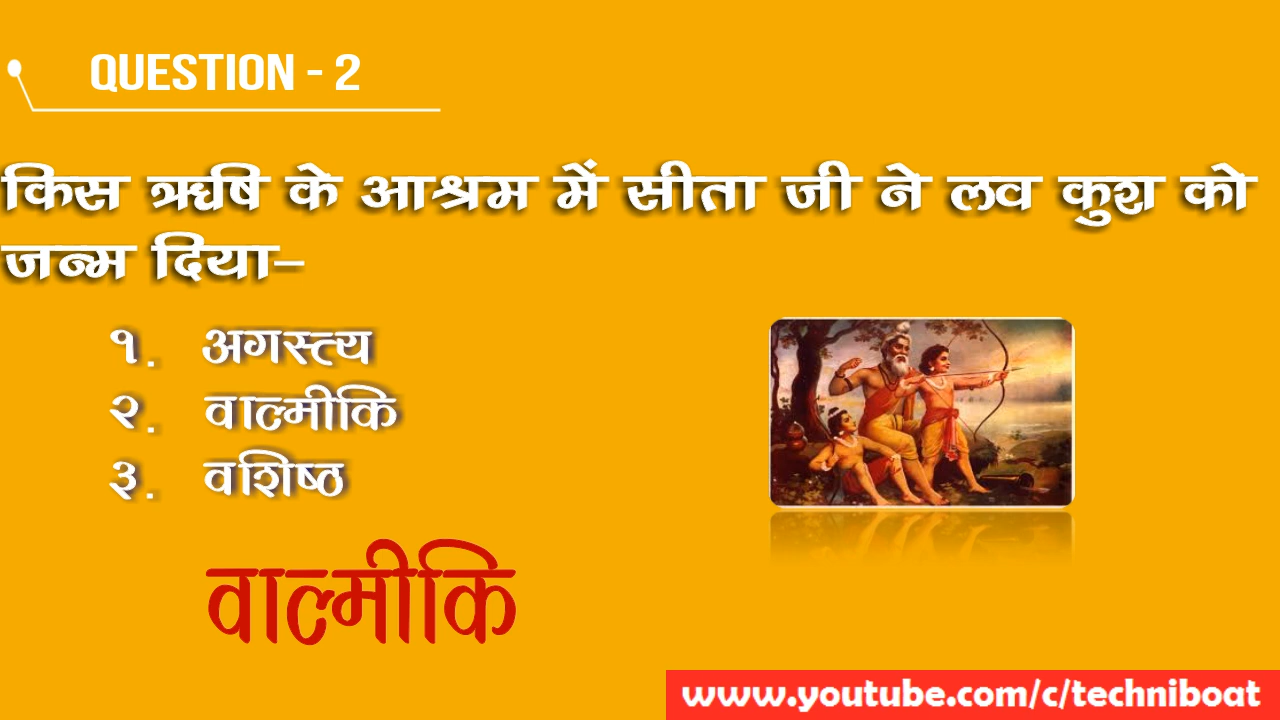 QUESTION - 2
किस ऋषि के आश्रम में सीता जी ने लव कुश को
जन्म दिया-
१. अगस्त्य
२. वाल्मीकि
३. वशिष्ठ
वाल्मीकि
www.youtube.com/c/techniboat